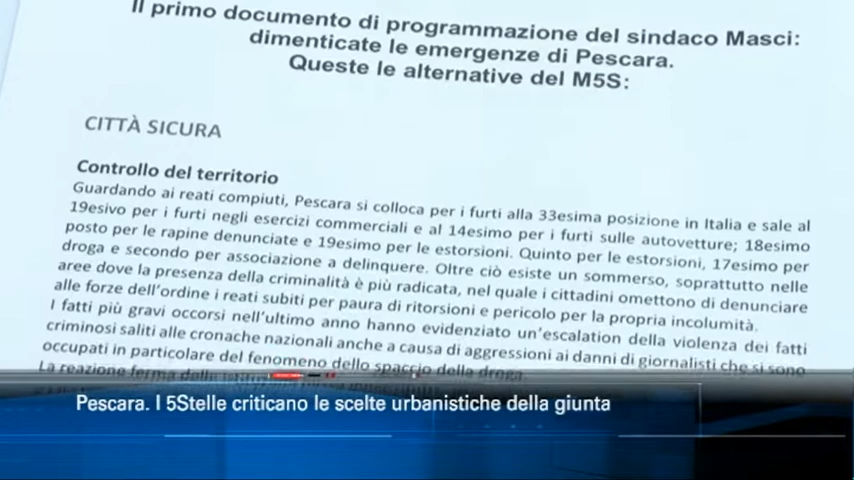 Il primo documento di programmazione del sindaco Masci:
dimenticate le emergenze di Pescara.
Queste le alternative del M5S:
CITTÀ SICURA
Controllo del territorio
Guardando ai reati compiuti, Pescara si colloca per i furti alla 33esima posizione in Italia e sale al
19esivo per i furti negli esercizi commerciali e al 14esimo per i furti sulle autovetture; 18esimo
posto per le rapine denunciate e 19esimo per le estorsioni. Quinto per le estorsioni, 17esimo per
droga e secondo per associazione a delinquere. Oltre ciò esiste un sommerso, soprattutto nelle
aree dove la presenza della criminalità è più radicata, nel quale i cittadini omettono di denunciare
alle forze dell'ordine i reati subiti per paura di ritorsioni e pericolo per la propria incolumità.
I fatti più gravi occorsi nell'ultimo anno hanno evidenziato un'escalation della violenza dei fatti
criminosi saliti alle cronache nazionali anche a causa di aggressioni ai danni di giornalisti che si sono
occupati in particolare del fenomeno dello spaccio della droga.
La reazione ferma delle
Pescara. I 5Stelle criticano le scelte urbanistiche della giunta